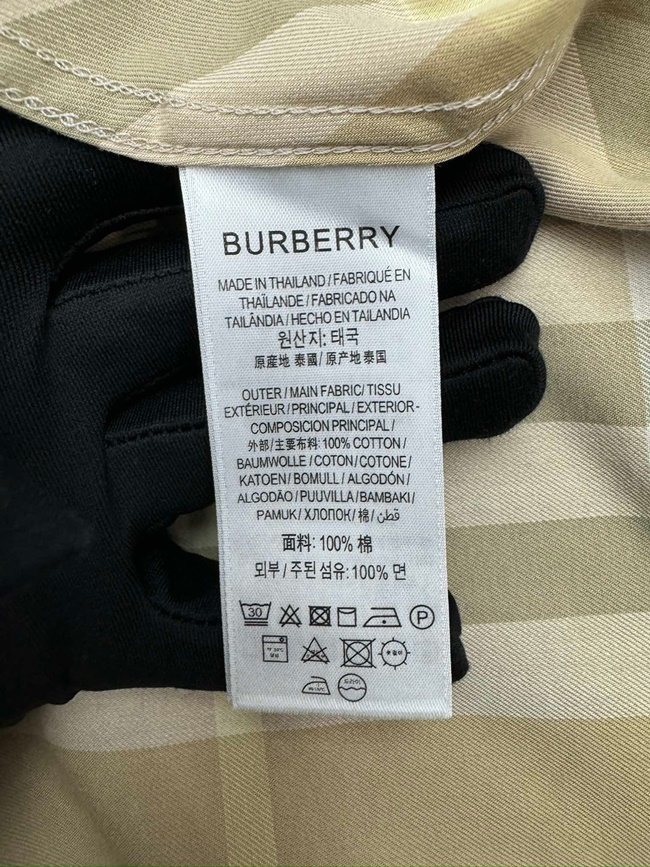 BURBERRY
MADE IN THAILAND / FABRIQUÉ EN
THAÏLANDE / FABRICADO NA
TAILÂNDIA / HECHO EN TAILANDIA
원산지: 태국
原産地 泰國 / 原产地 泰国
OUTER / MAIN FABRIC/ TISSU
EXTÉRIEUR / PRINCIPAL / EXTERIOR-
COMPOSICION PRINCIPAL /
外部 / 主要布料: 100% COTTON /
BAUMWOLLE / COTON / COTONE /
KATOEN / BOMULL / ALGODÓN /
ALGODÃO / PUUVILLA / BAMBAKI /
PAMUK / ХЛОПОК/ 棉/ قطن/
面料: 100% 棉
외부 / 주된 섬유: 100% 면
30 P
드라이